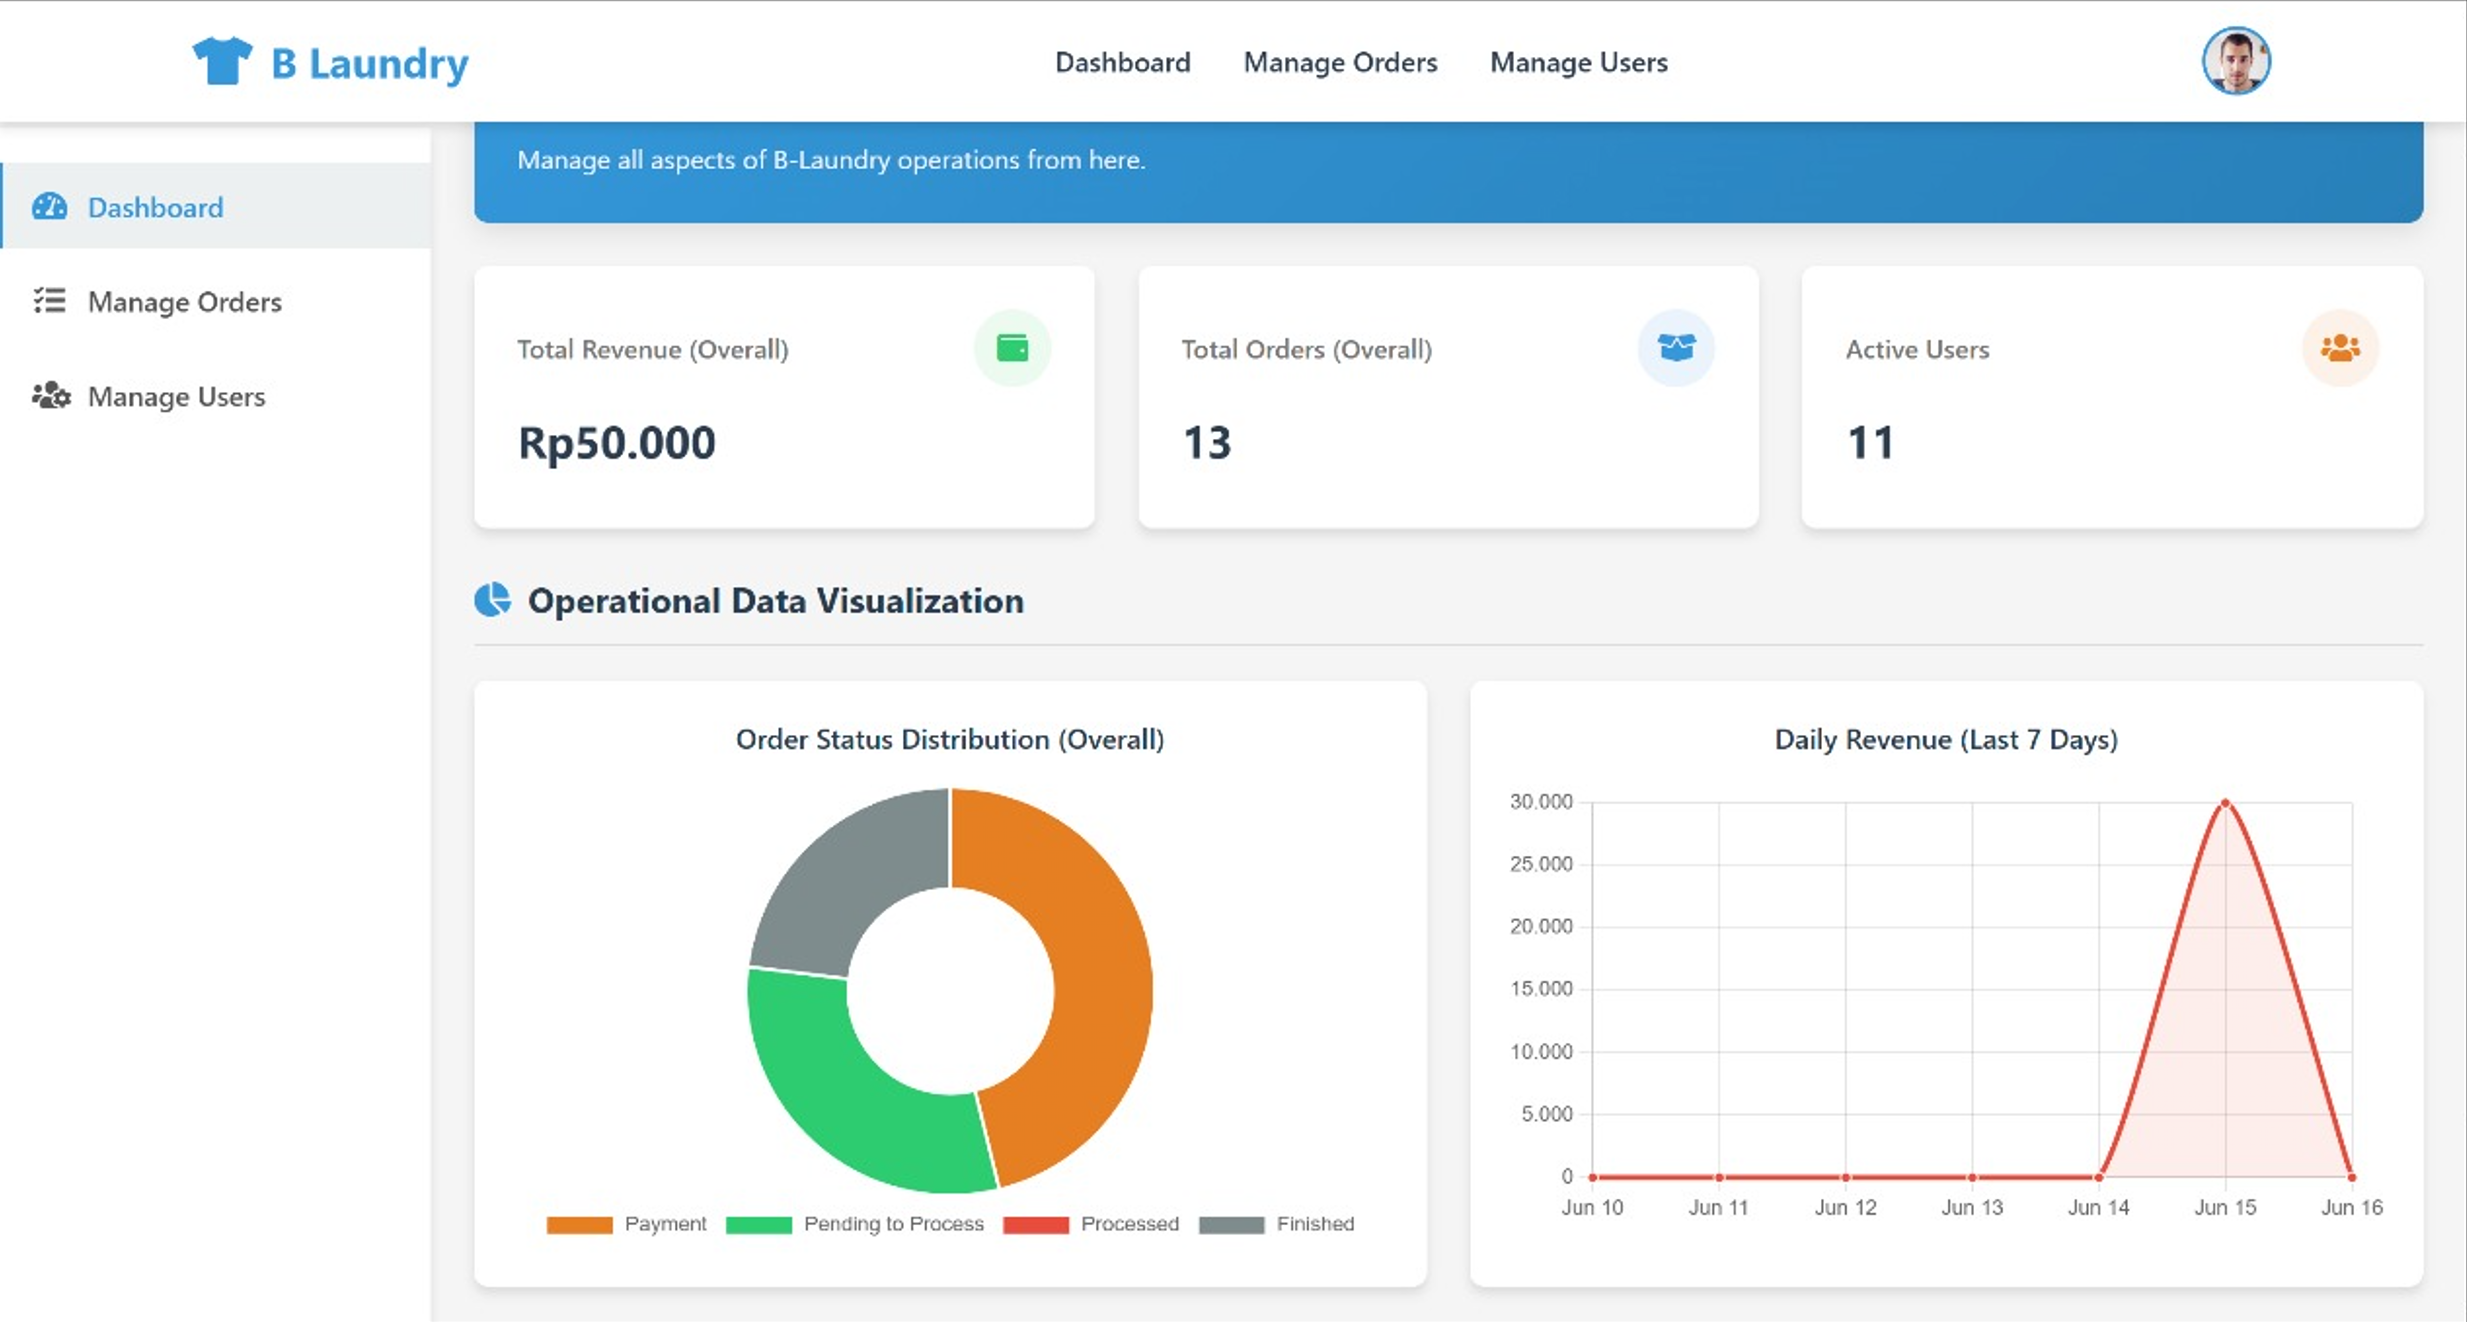 B Laundry
Dashboard
Manage Orders
Manage Users
Dashboard
Manage Orders
Manage Users
Manage all aspects of B-Laundry operations from here.
Total Revenue (Overall)
Rp50.000
Total Orders (Overall)
13
Active Users
11
Operational Data Visualization
Order Status Distribution (Overall)
Payment
Pending to Process
Processed
Finished
Daily Revenue (Last 7 Days)
30.000
25.000
20.000
15.000
10.000
5.000
0
Jun 10
Jun 11
Jun 12
Jun 13
Jun 14
Jun 15
Jun 16